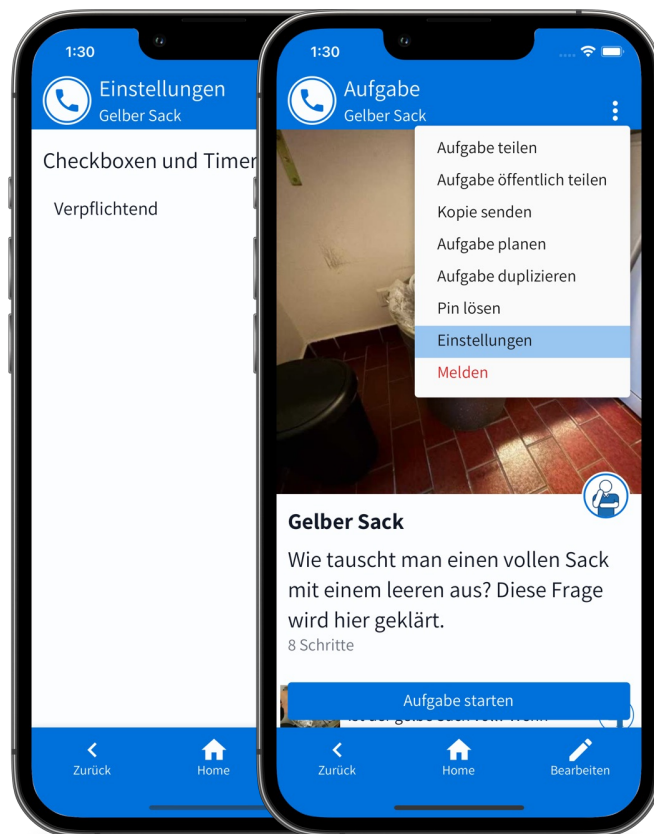 1:30
Einstellungen
Gelber Sack
Checkboxen und Timer
Verpflichtend
Zurück
Home
1:30
Aufgabe
Gelber Sack
Aufgabe teilen
Aufgabe öffentlich teilen
Kopie senden
Aufgabe planen
Aufgabe duplizieren
Pin lösen
Einstellungen
Melden
Gelber Sack
Wie tauscht man einen vollen Sack
mit einem leeren aus? Diese Frage
wird hier geklärt.
8 Schritte
Aufgabe starten
Zurück
Home
Bearbeiten